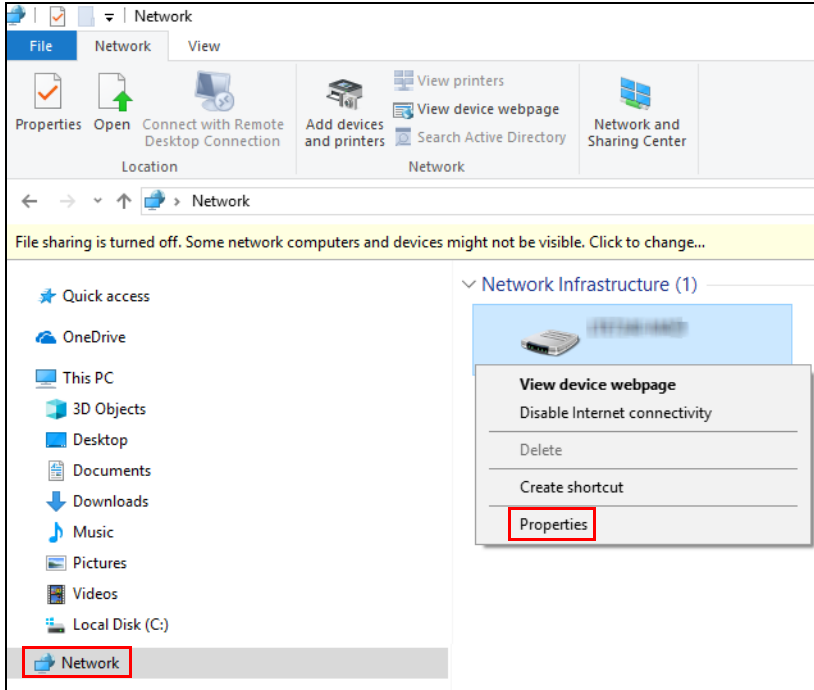 Network
File
Network
View
Properties
Open
Connect with Remote
Desktop Connection
Add devices
and printers
View printers
View device webpage
Search Active Directory
Network and
Sharing Center
Location
Network
Network
File sharing is turned off. Some network computers and devices might not be visible. Click to change...
Quick access
OneDrive
This PC
3D Objects
Desktop
Documents
Downloads
Music
Pictures
Videos
Local Disk (C:)
Network
Network Infrastructure (1)
View device webpage
Disable Internet connectivity
Delete
Create shortcut
Properties